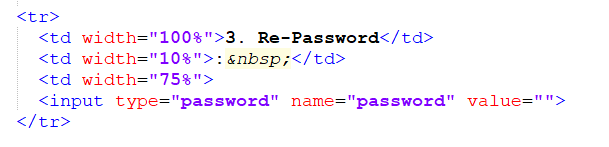 <tr>
<td width="100%">3. Re-Password</td>
<td width="10%">:&nbsp;</td>
<td width="75%">
<input type="password" name="password" value="">
</tr>